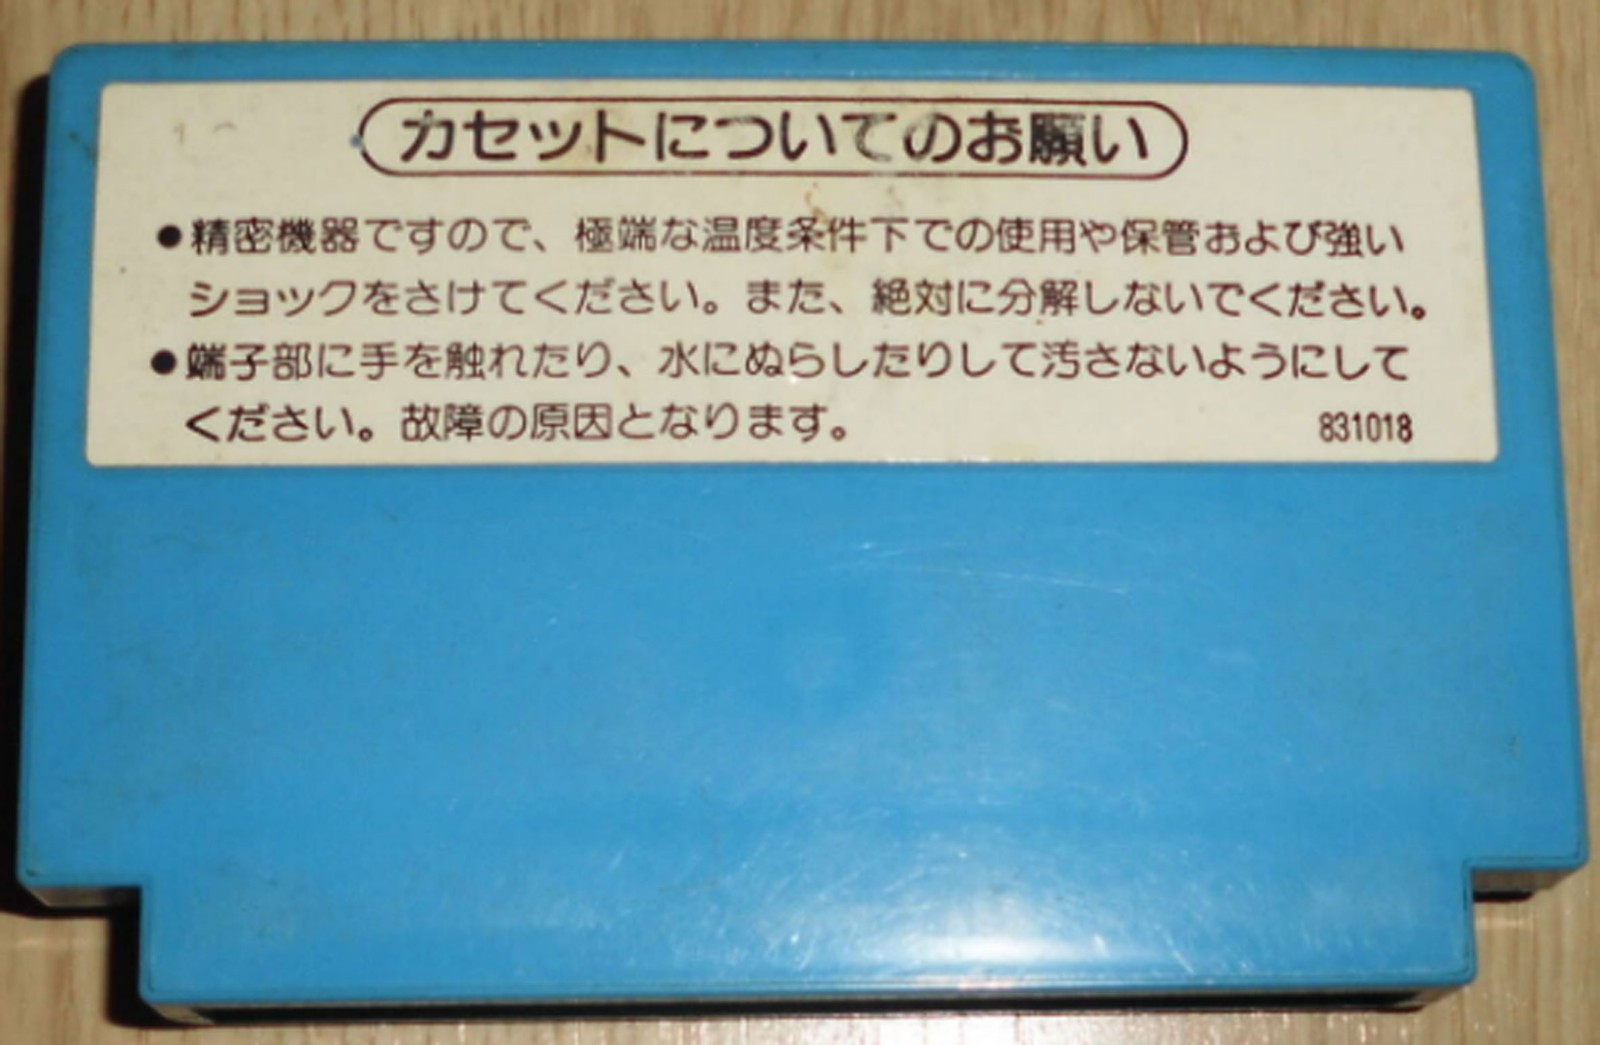 カセットについてのお願い
●精密機器ですので、極端な温度条件下での使用や保管および強い
ショックをさけてください。また、絶対に分解しないでください。
●端子部に手を触れたり、水にぬらしたりして汚さないようにして
ください。故障の原因となります。 831018